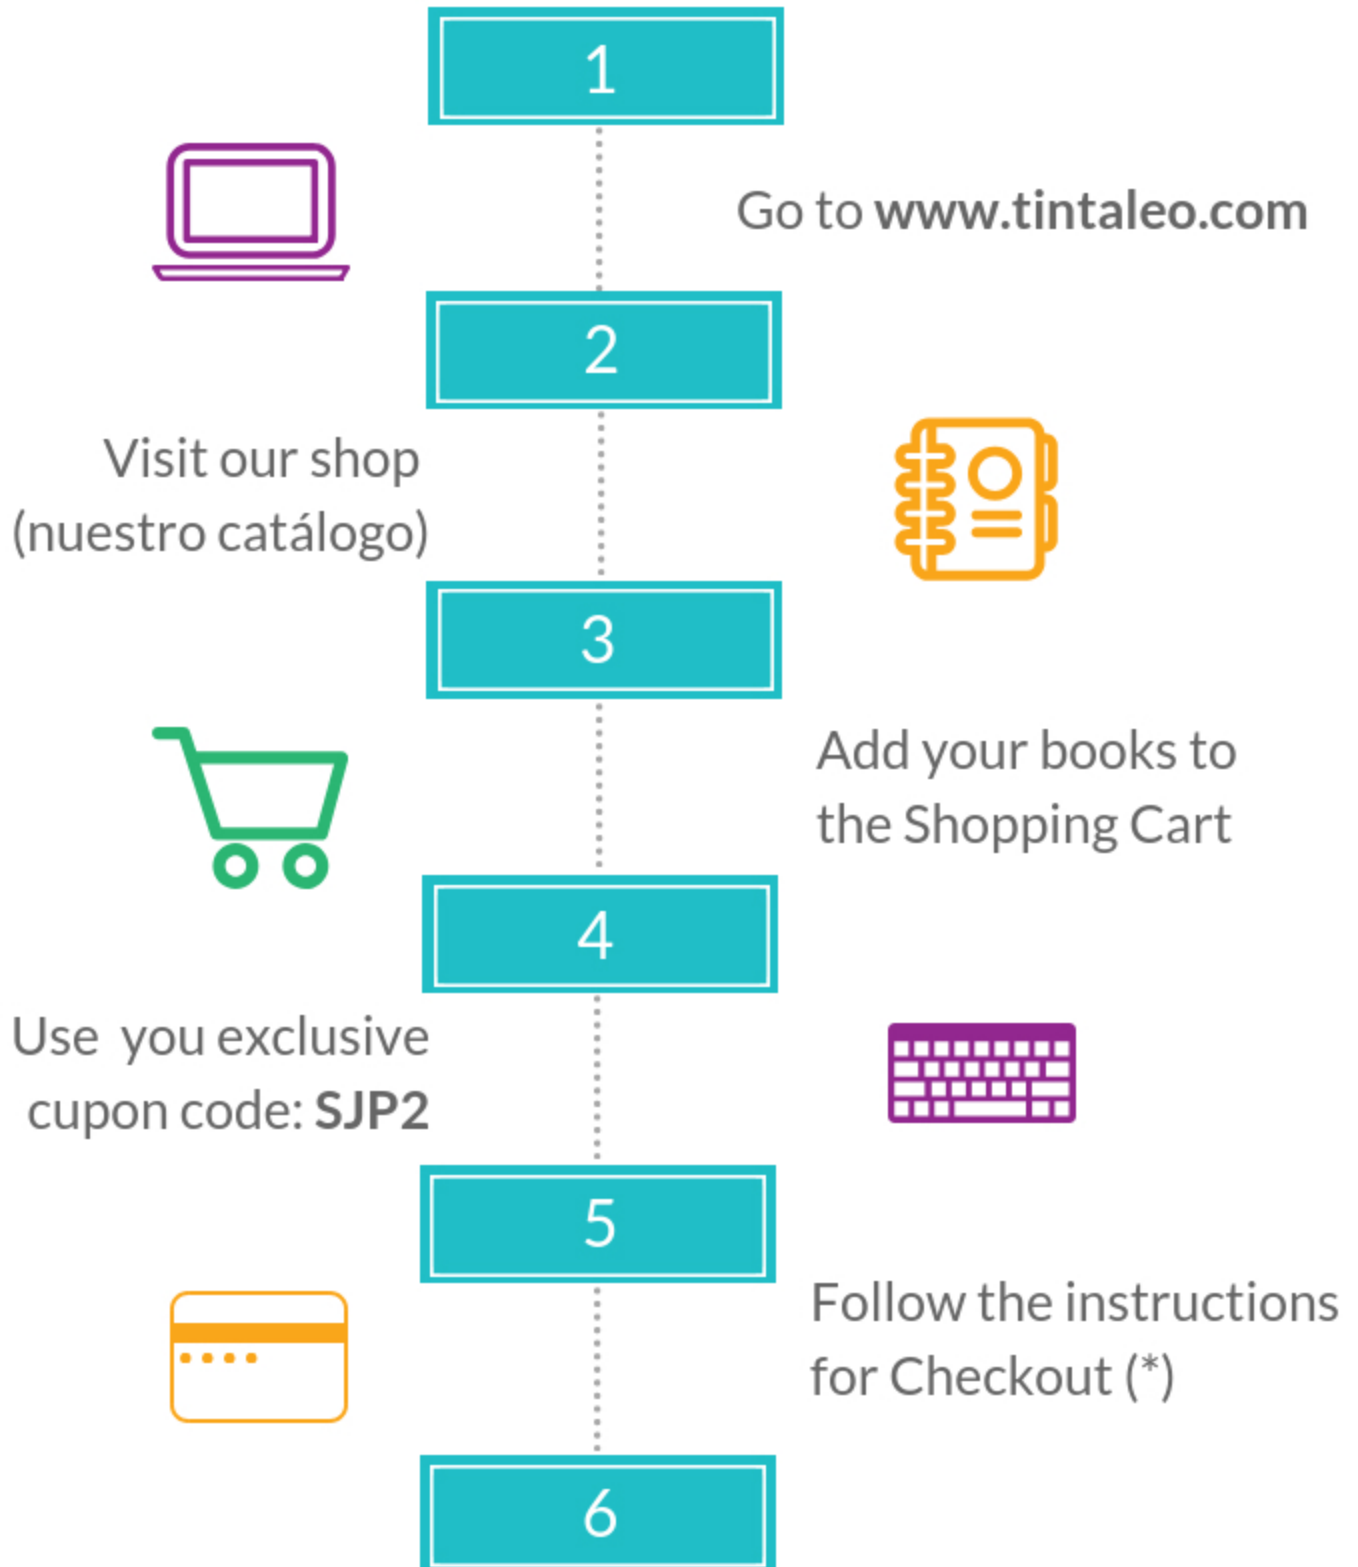 1
Go to www.tintaleo.com
2
Visit our shop
(nuestro catálogo)
3
Add your books to
the Shopping Cart
4
Use  you exclusive
cupon code: SJP2
5
Follow the instructions
for Checkout (*)
6